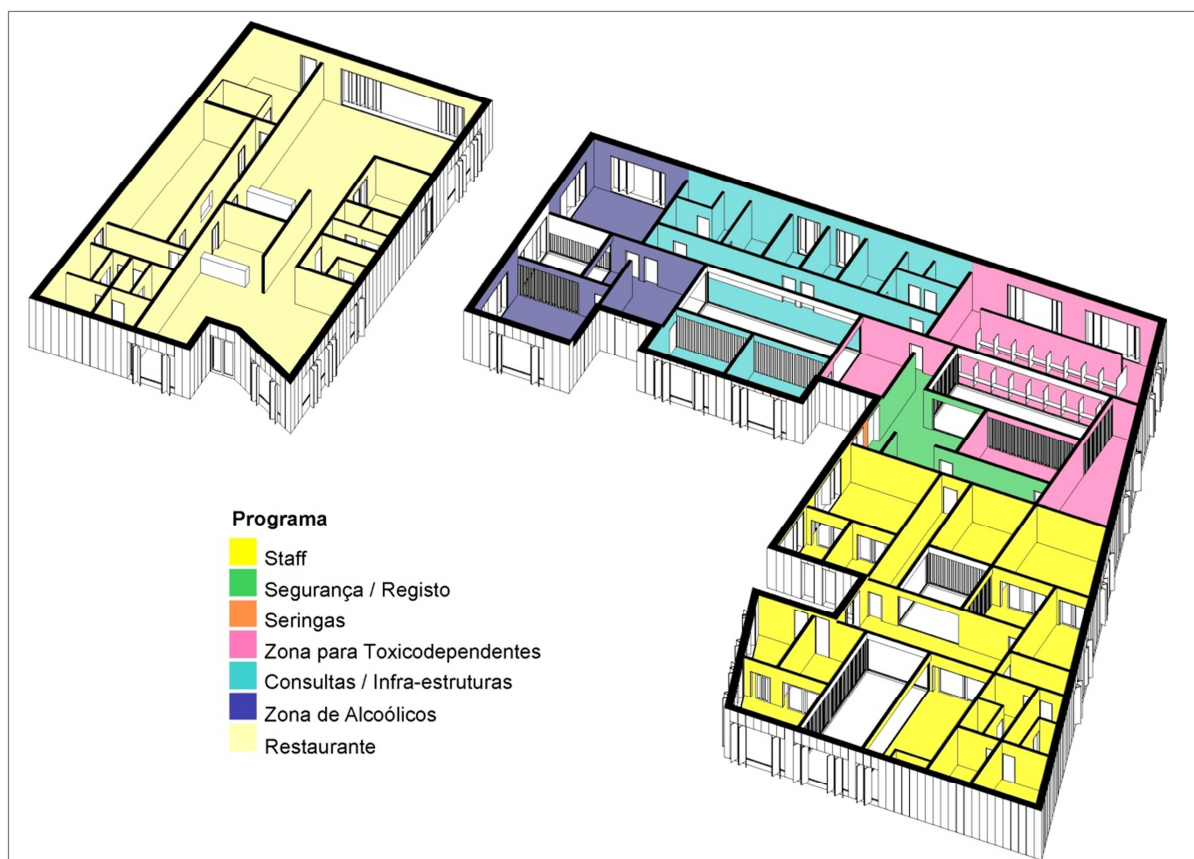 Programa
Staff
Segurança / Registo
Seringas
Zona para Toxicodependentes
Consultas / Infra-estruturas
Zona de Alcoólicos
Restaurante